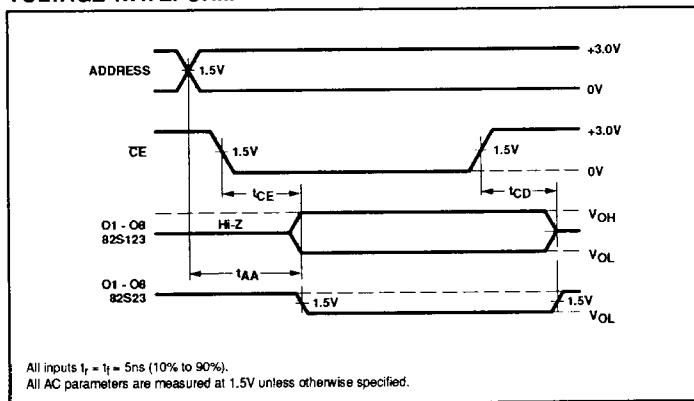 ADDRESS
1.5V
+3.0V
0V
CE
1.5V
1.5V
+3.0V
0V
tCE
tCD
O1 - O8
82S123
Hi-Z
VOH
VOL
tAA
O1 - O8
82S23
1.5V
1.5V
VOL
All inputs tr = tf = 5ns (10% to 90%).
All AC parameters are measured at 1.5V unless otherwise specified.